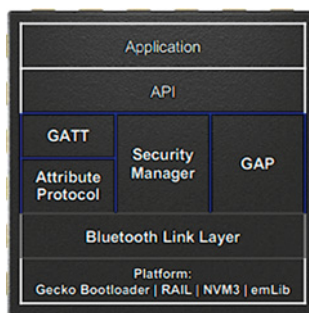 Application
API
GATT
Attribute
Protocol
Security
Manager
GAP
Bluetooth Link Layer
Platform:
Gecko Bootloader | RAIL | NVM3 | emLib